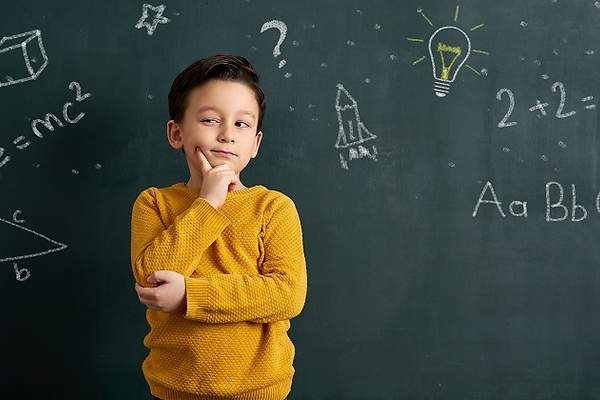 ?
= mc²
2+2=
c
b
Aa Bb